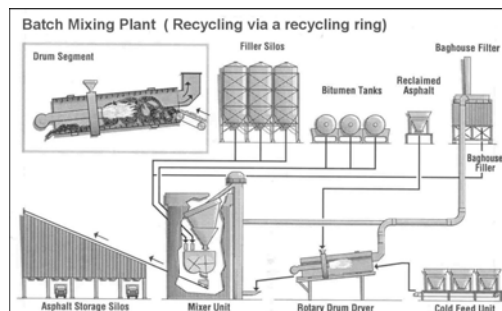 Batch Mixing Plant ( Recycling via a recycling ring)
Drum Segment
Filler Silos
Bitumen Tanks
Reclaimed
Asphalt
Baghouse Filter
Baghouse
Filler
Asphalt Storage Silos
Mixer Unit
Rotary Drum Dryer
Cold Feed Unit